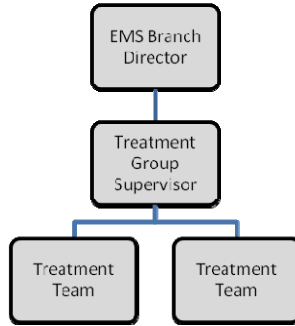 EMS Branch
Director
Treatment
Group
Supervisor
Treatment
Team
Treatment
Team